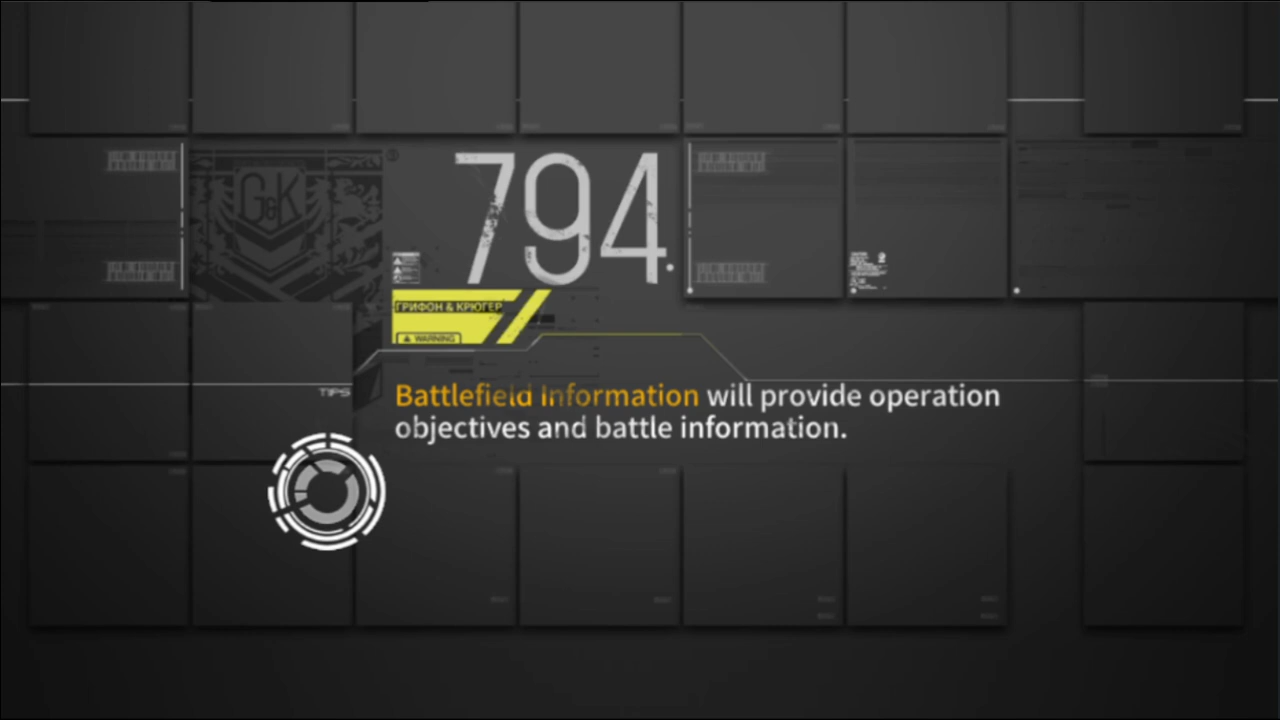 G&K
794.
ГРИФОН & КРЮГЕР
WARNING
TIPS
Battlefield Information will provide operation
objectives and battle information.